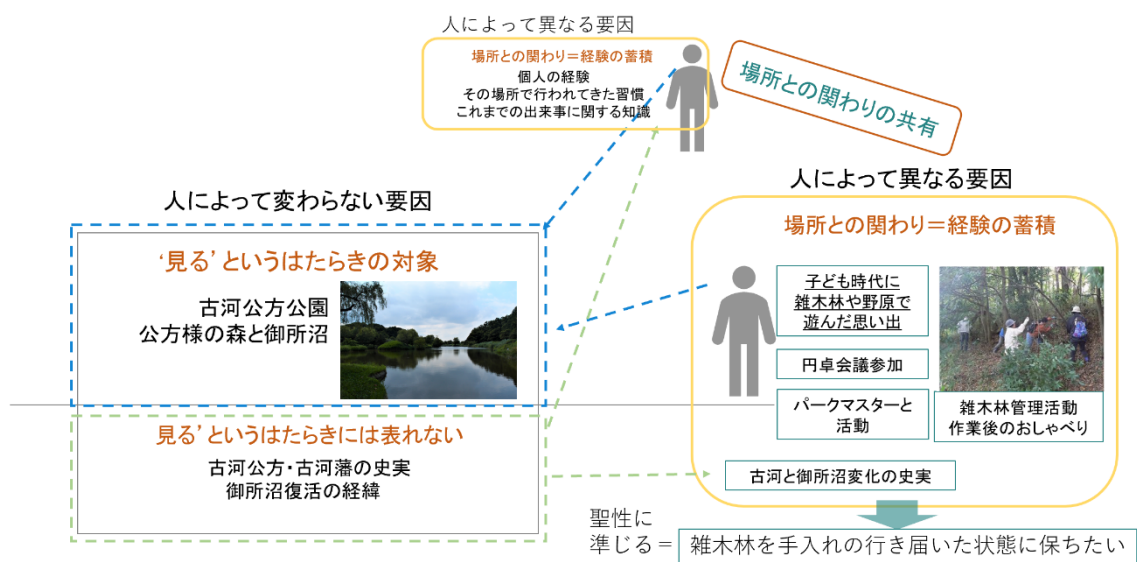 人によって異なる要因
場所との関わり＝経験の蓄積
個人の経験
その場所で行われてきた習慣
これまでの出来事に関する知識
場所との関わりの共有
人によって変わらない要因
‘見る’というはたらきの対象
古河公方公園
公方様の森と御所沼
見る’というはたらきには表れない
古河公方・古河藩の史実
御所沼復活の経緯
人によって異なる要因
場所との関わり＝経験の蓄積
子ども時代に
雑木林や野原で
遊んだ思い出
円卓会議参加
パークマスターと
活動
雑木林管理活動
作業後のおしゃべり
古河と御所沼変化の史実
聖性に
準じる＝
雑木林を手入れの行き届いた状態に保ちたい